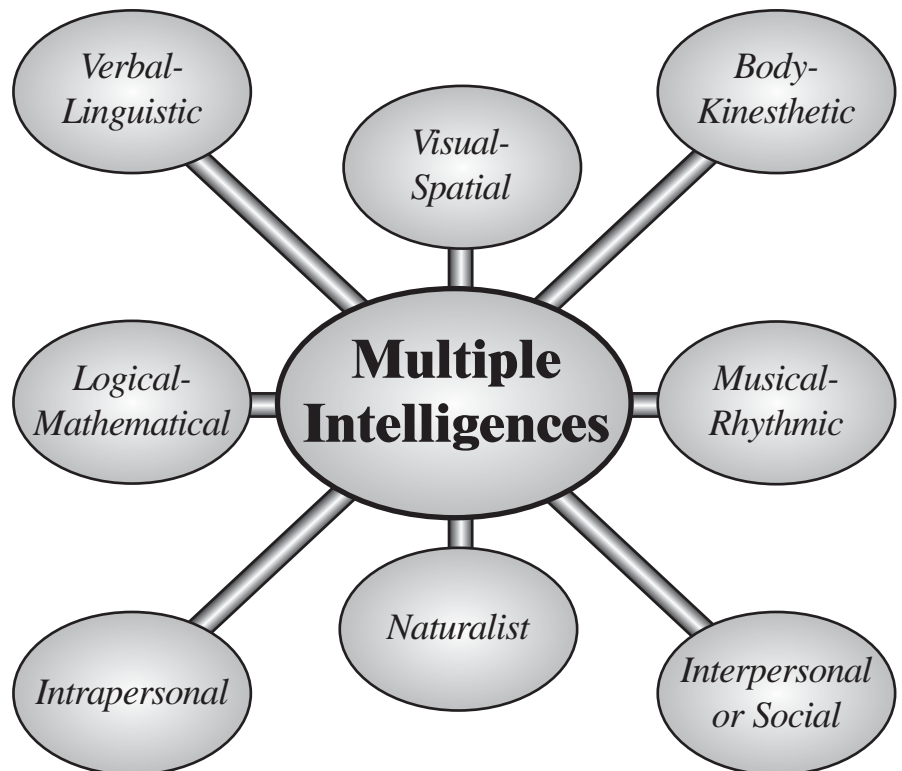 Verbal-
Linguistic
Body-
Kinesthetic
Visual-
Spatial
Logical-
Mathematical
Multiple
Intelligences
Musical-
Rhythmic
Intrapersonal
Naturalist
Interpersonal
or Social